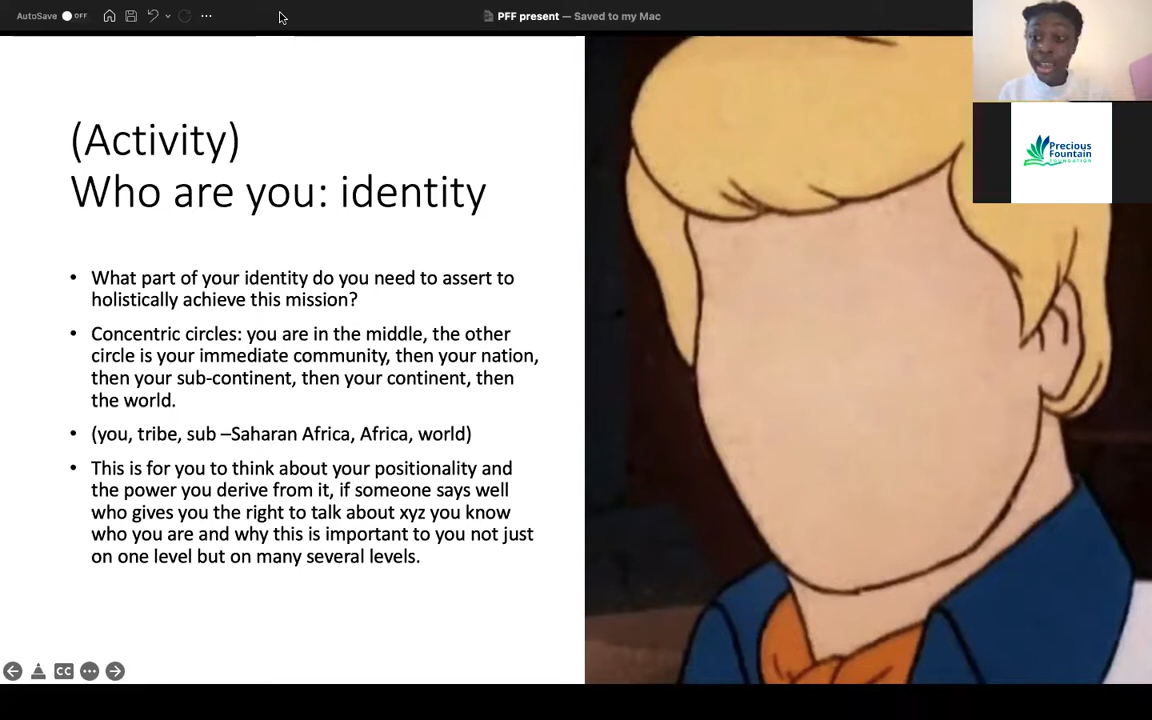 AutoSave OFF
PFF present — Saved to my Mac
Precious
Fountain
FOUNDATION
(Activity)
Who are you: identity
• What part of your identity do you need to assert to
holistically achieve this mission?
• Concentric circles: you are in the middle, the other
circle is your immediate community, then your nation,
then your sub-continent, then your continent, then
the world.
• (you, tribe, sub –Saharan Africa, Africa, world)
• This is for you to think about your positionality and
the power you derive from it, if someone says well
who gives you the right to talk about xyz you know
who you are and why this is important to you not just
on one level but on many several levels.
CC